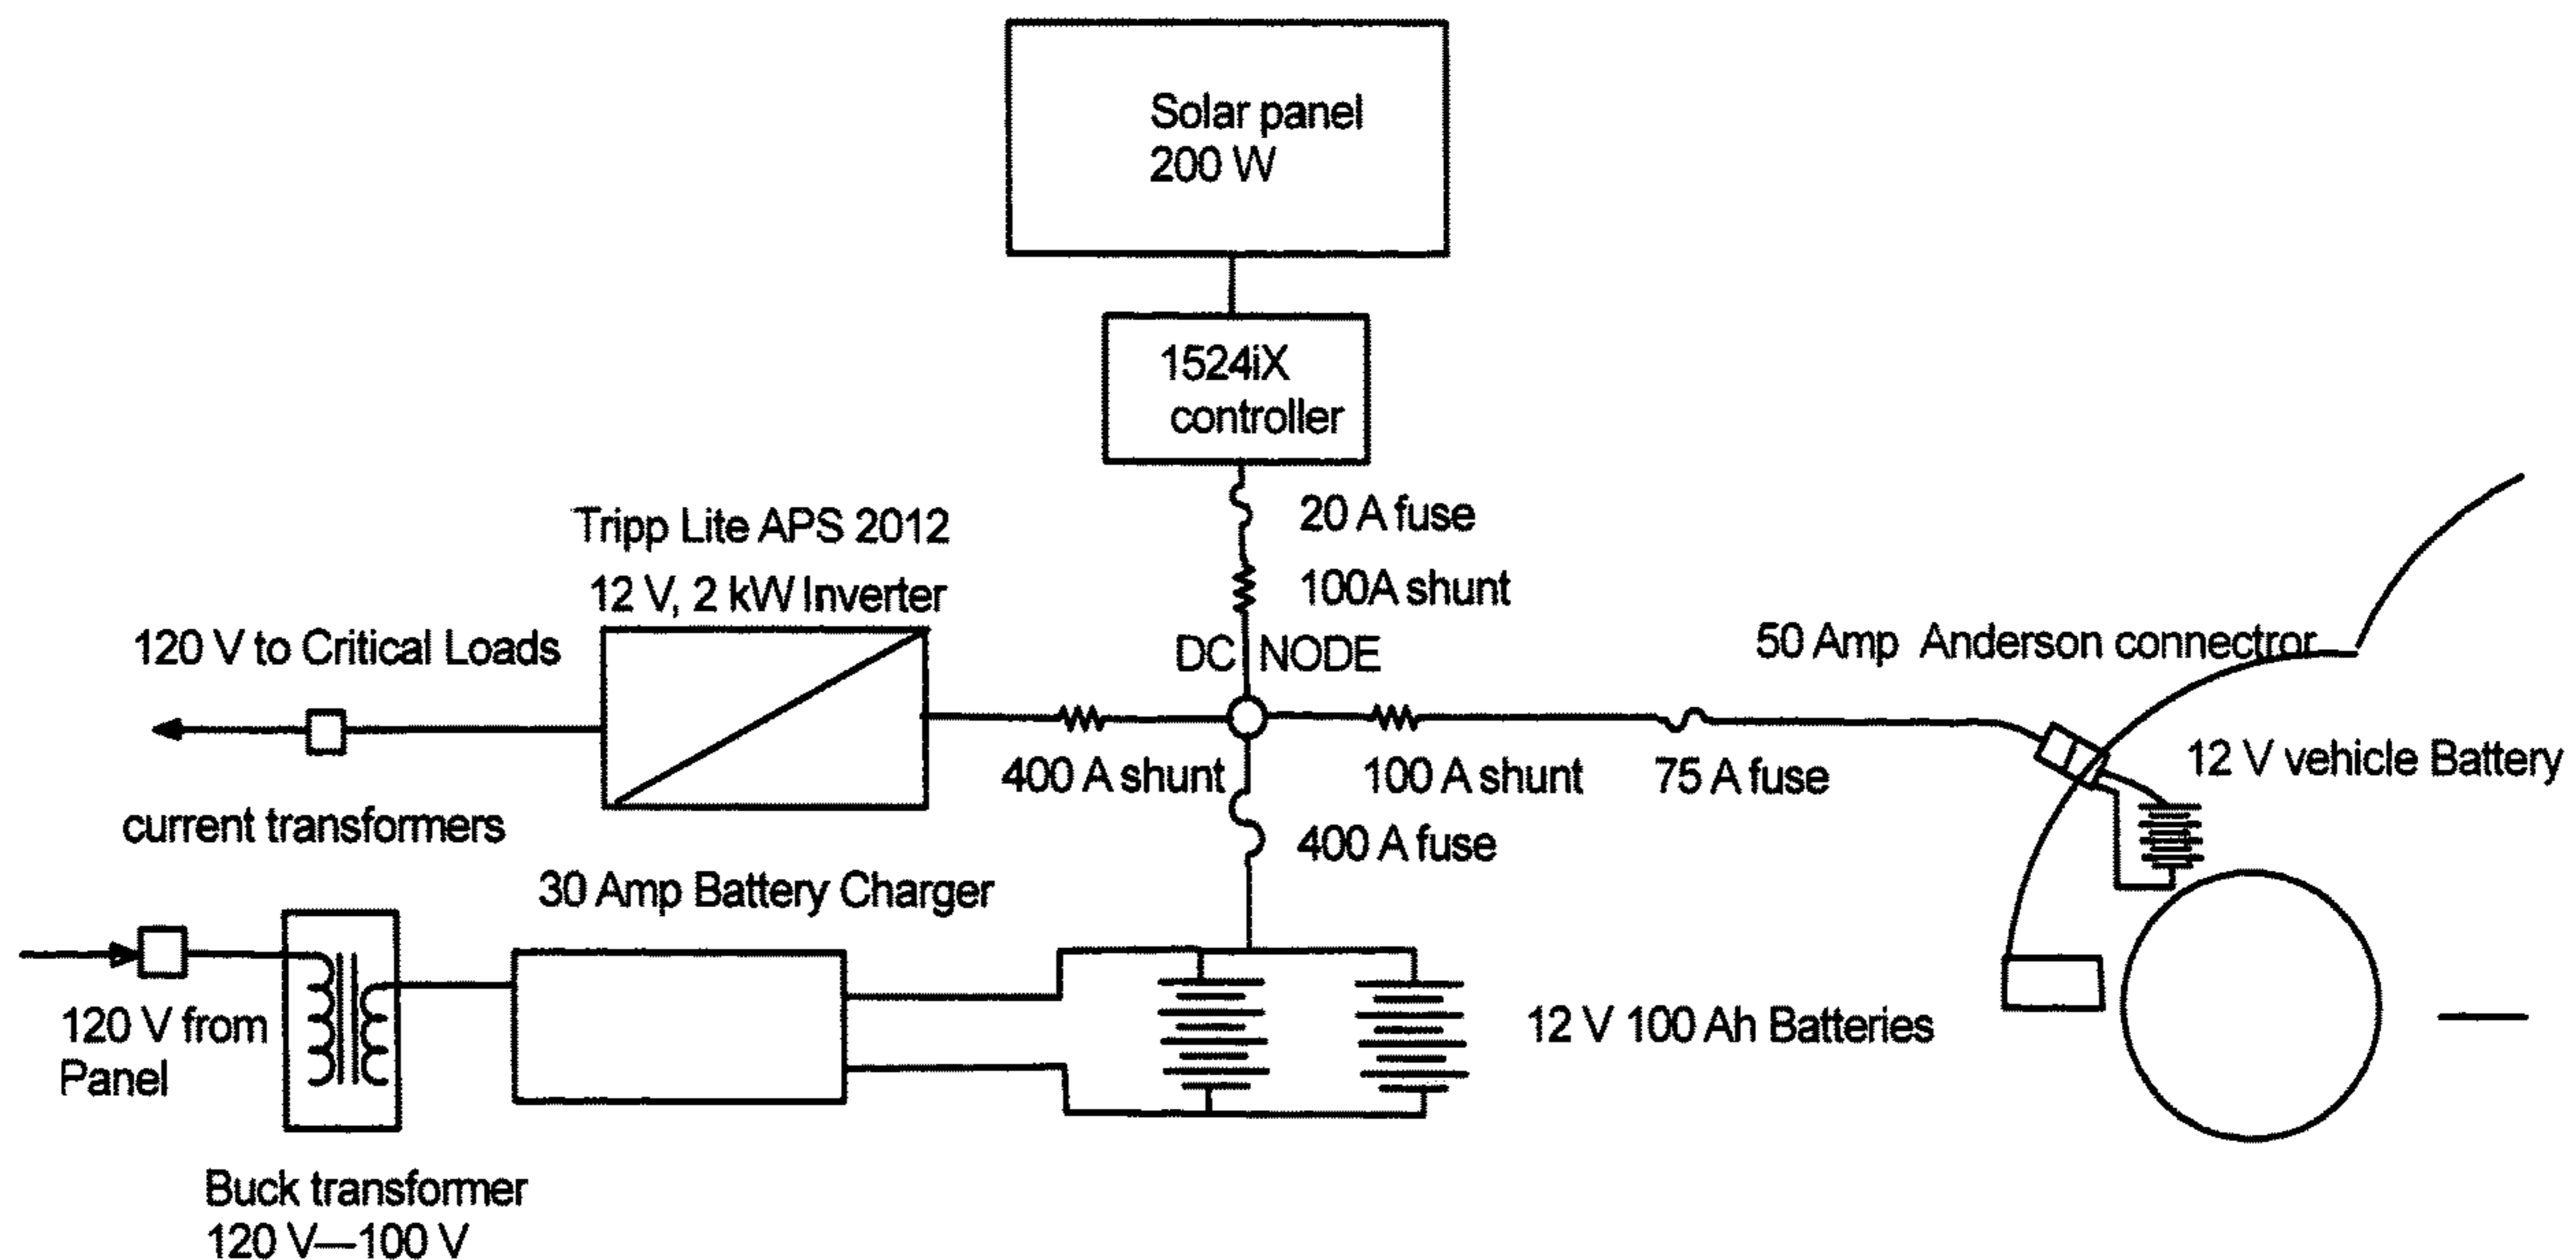 Solar panel
200 W
1524iX
controller
20 A fuse
100A shunt
Tripp Lite APS 2012
12 V, 2 kW Inverter
120 V to Critical Loads
DC NODE
50 Amp Anderson connectror
400 A shunt
100 A shunt
75 A fuse
12 V vehicle Battery
current transformers
400 A fuse
30 Amp Battery Charger
120 V from
Panel
12 V 100 Ah Batteries
Buck transformer
120 V—100 V